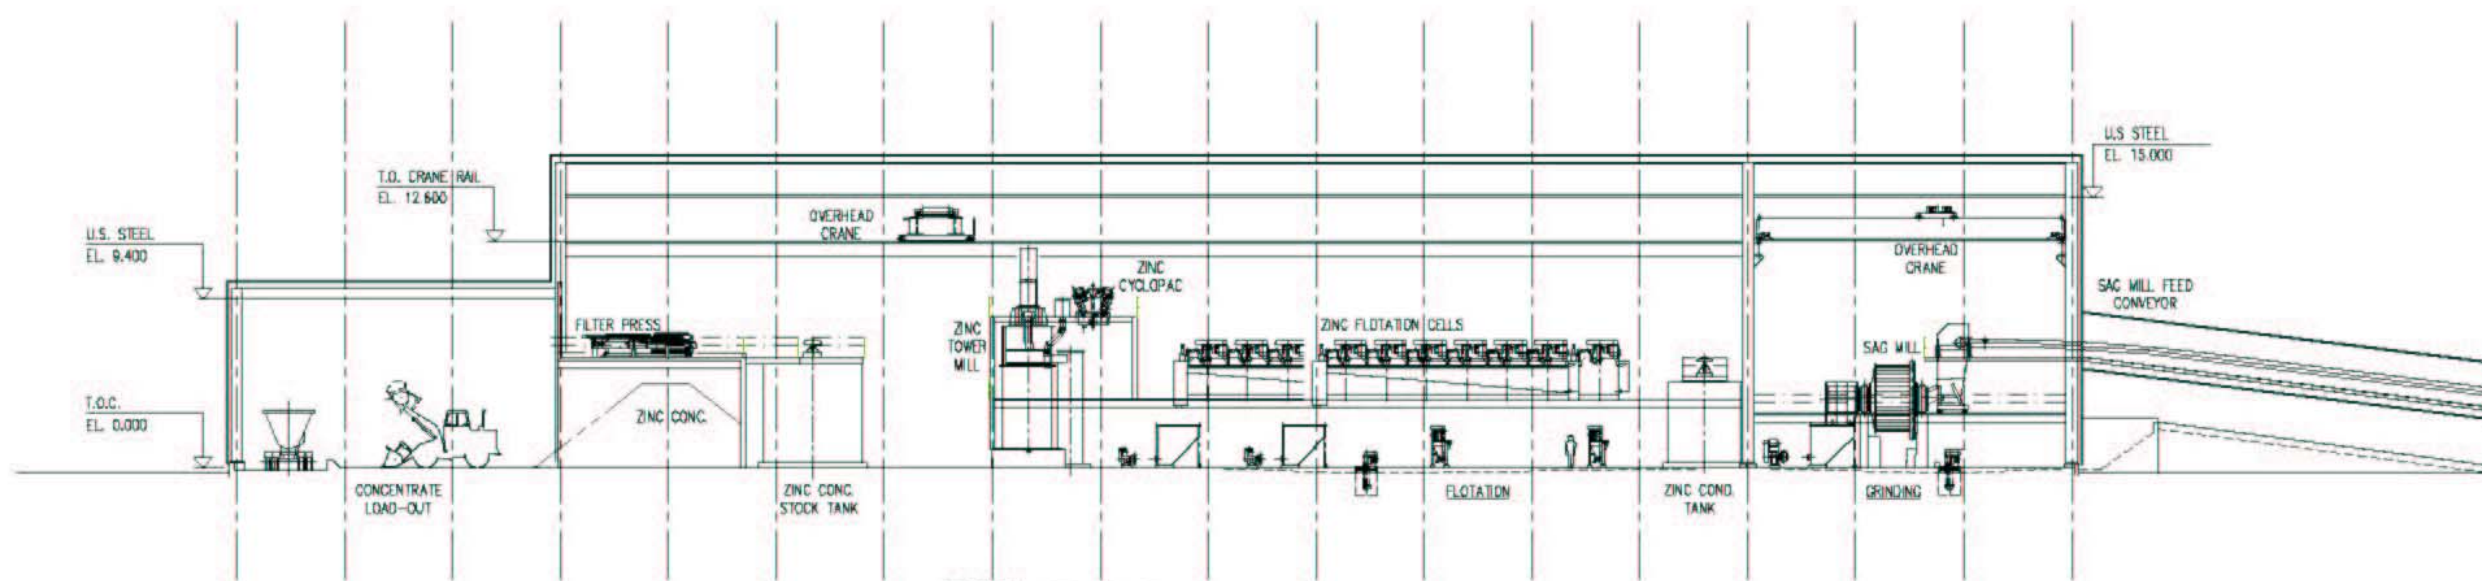 U.S. STEEL
EL. 9.400
T.O.C.
EL. 0.000
T.O. CRANE RAIL
EL. 12.600
CONCENTRATE
LOAD-OUT
FILTER PRESS
ZINC CONC.
ZINC CONC.
STOCK TANK
OVERHEAD
CRANE
ZINC
TOWER
MILL
ZINC
CYCLOPAC
ZINC FLOTATION CELLS
FLOTATION
ZINC COND.
TANK
SAG MILL
GRINDING
OVERHEAD
CRANE
U.S STEEL
EL. 15.000
SAG MILL FEED
CONVEYOR